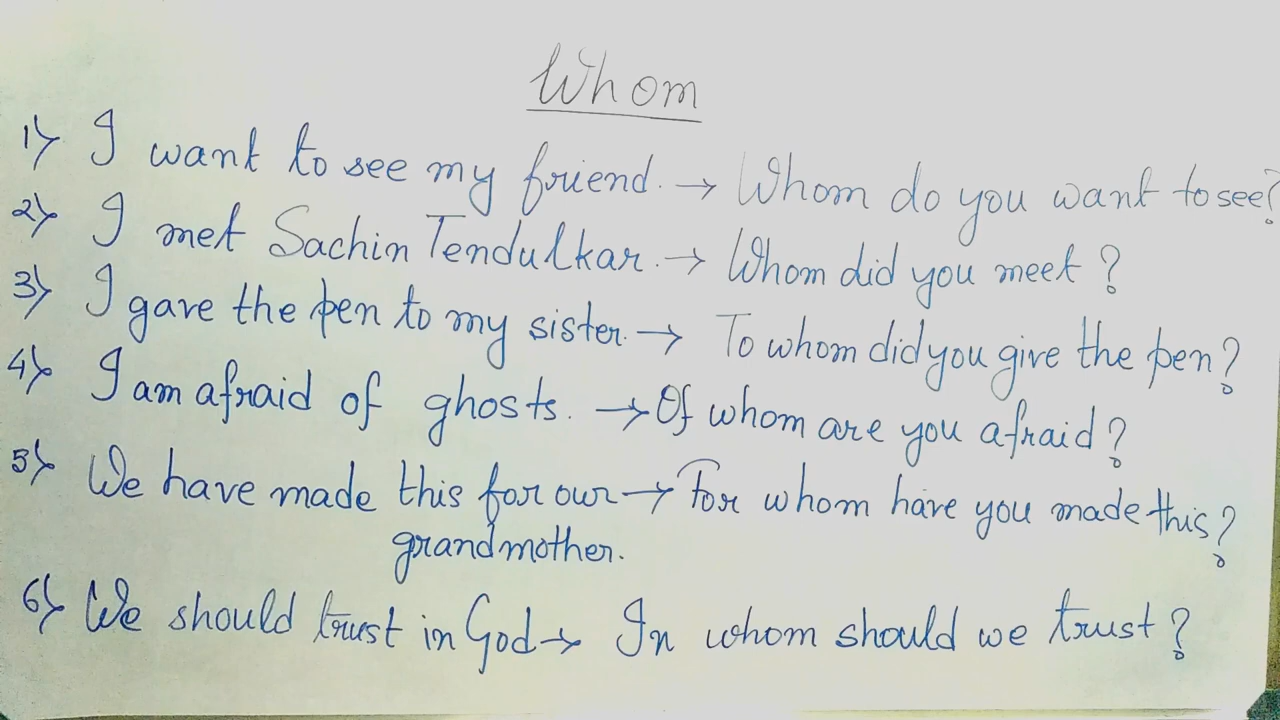 Whom
1) I want to see my friend. → Whom do you want to see?
2) I met Sachin Tendulkar. → Whom did you meet?
3) I gave the pen to my sister. → To whom did you give the pen?
4) I am afraid of ghosts. → Of whom are you afraid?
5) We have made this for our → For whom have you made this?
grandmother.
6) We should trust in God → In whom should we trust?